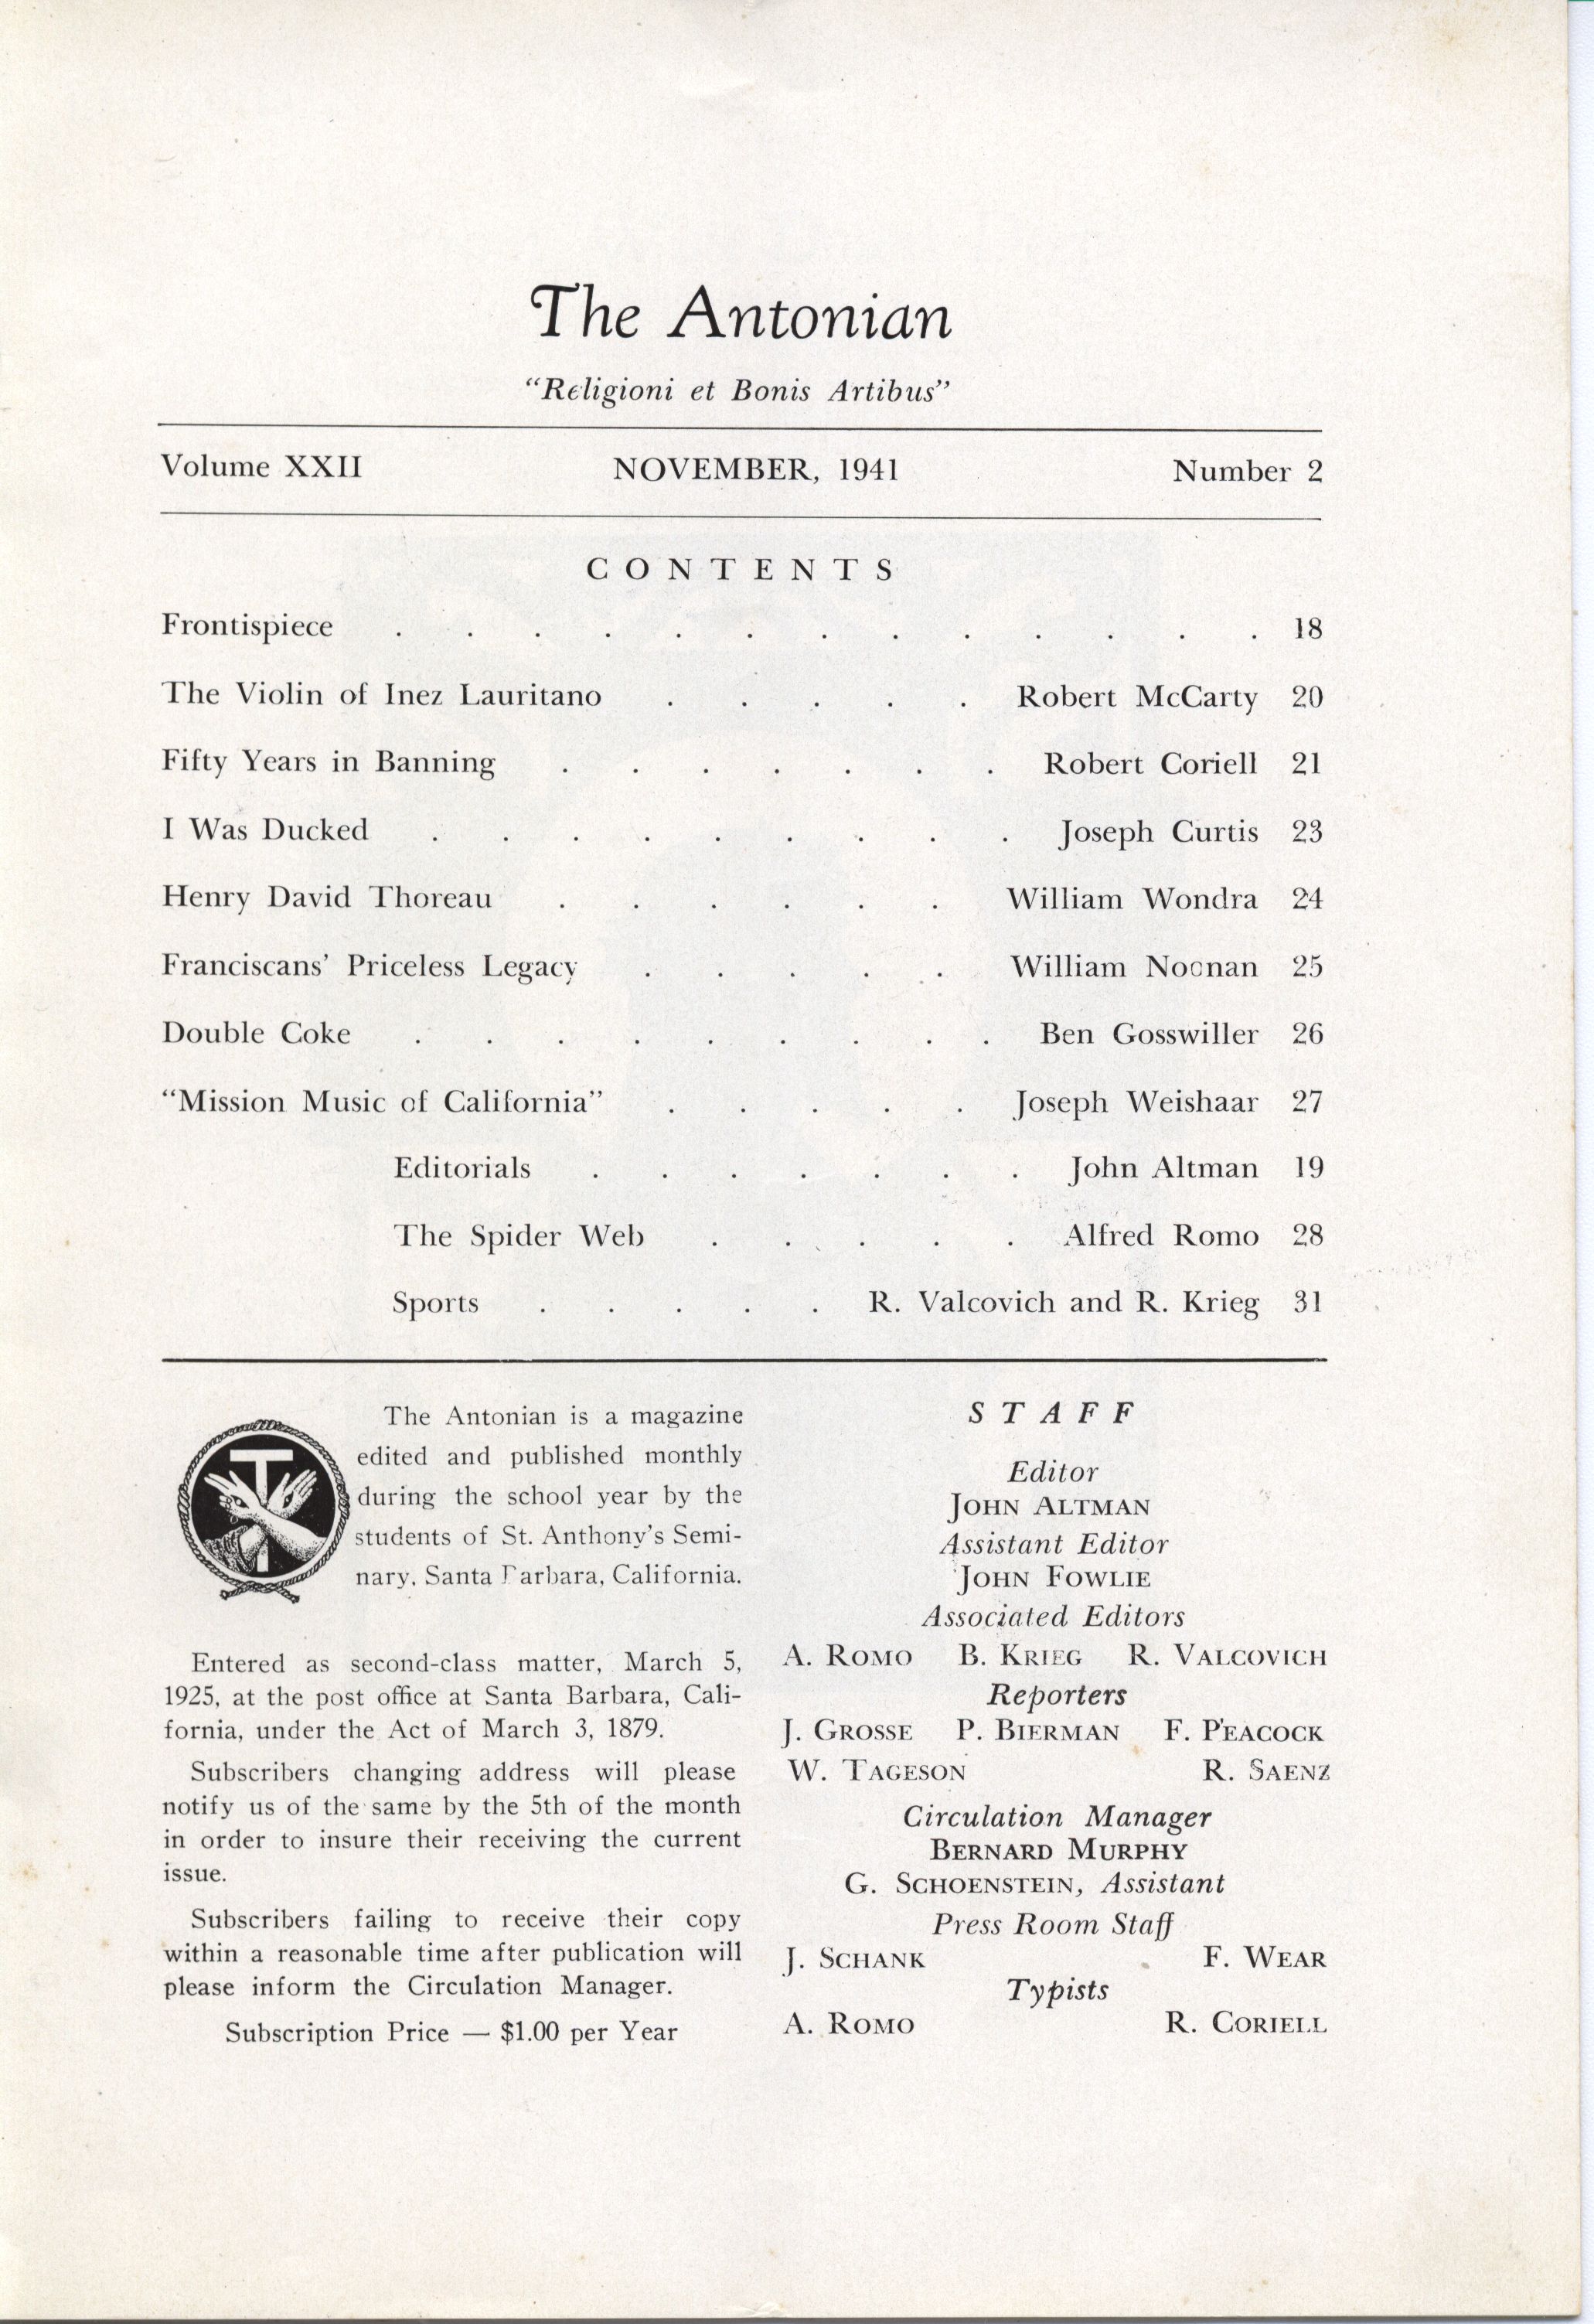 The Antonian
"Religioni et Bonis Artibus"
Volume XXII NOVEMBER, 1941 Number 2
CONTENTS
Frontispiece . . . . . . . . . . . . . 18
The Violin of Inez Lauritano . . . . . Robert McCarty 20
Fifty Years in Banning . . . . . . . Robert Coriell 21
I Was Ducked . . . . . . . . . Joseph Curtis 23
Henry David Thoreau . . . . . . William Wondra 24
Franciscans' Priceless Legacy . . . . . William Noonan 25
Double Coke . . . . . . . . . Ben Gosswiller 26
"Mission Music of California" . . . . . Joseph Weishaar 27
Editorials . . . . . . . John Altman 19
The Spider Web . . . . . Alfred Romo 28
Sports . . . . . R. Valcovich and R. Krieg 31
The Antonian is a magazine
edited and published monthly
during the school year by the
students of St. Anthony's Semi-
nary, Santa Barbara, California.
Entered as second-class matter, March 5,
1925, at the post office at Santa Barbara, Cali-
fornia, under the Act of March 3, 1879.
Subscribers changing address will please
notify us of the same by the 5th of the month
in order to insure their receiving the current
issue.
Subscribers failing to receive their copy
within a reasonable time after publication will
please inform the Circulation Manager.
Subscription Price — $1.00 per Year
STAFF
Editor
JOHN ALTMAN
Assistant Editor
JOHN FOWLIE
Associated Editors
A. ROMO B. KRIEG R. VALCOVICH
Reporters
J. GROSSE P. BIERMAN F. PEACOCK
W. TAGESON R. SAENZ
Circulation Manager
BERNARD MURPHY
G. SCHOENSTEIN, Assistant
Press Room Staff
J. SCHANK F. WEAR
Typists
A. ROMO R. CORIELL